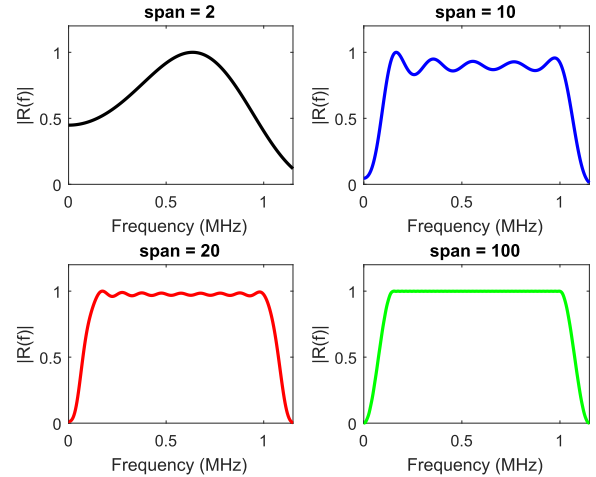 span = 2
1
0.5
0
|R(f)|
0
0.5
1
Frequency (MHz)
span = 10
1
0.5
0
|R(f)|
0
0.5
1
Frequency (MHz)
span = 20
1
0.5
0
|R(f)|
0
0.5
1
Frequency (MHz)
span = 100
1
0.5
0
|R(f)|
0
0.5
1
Frequency (MHz)